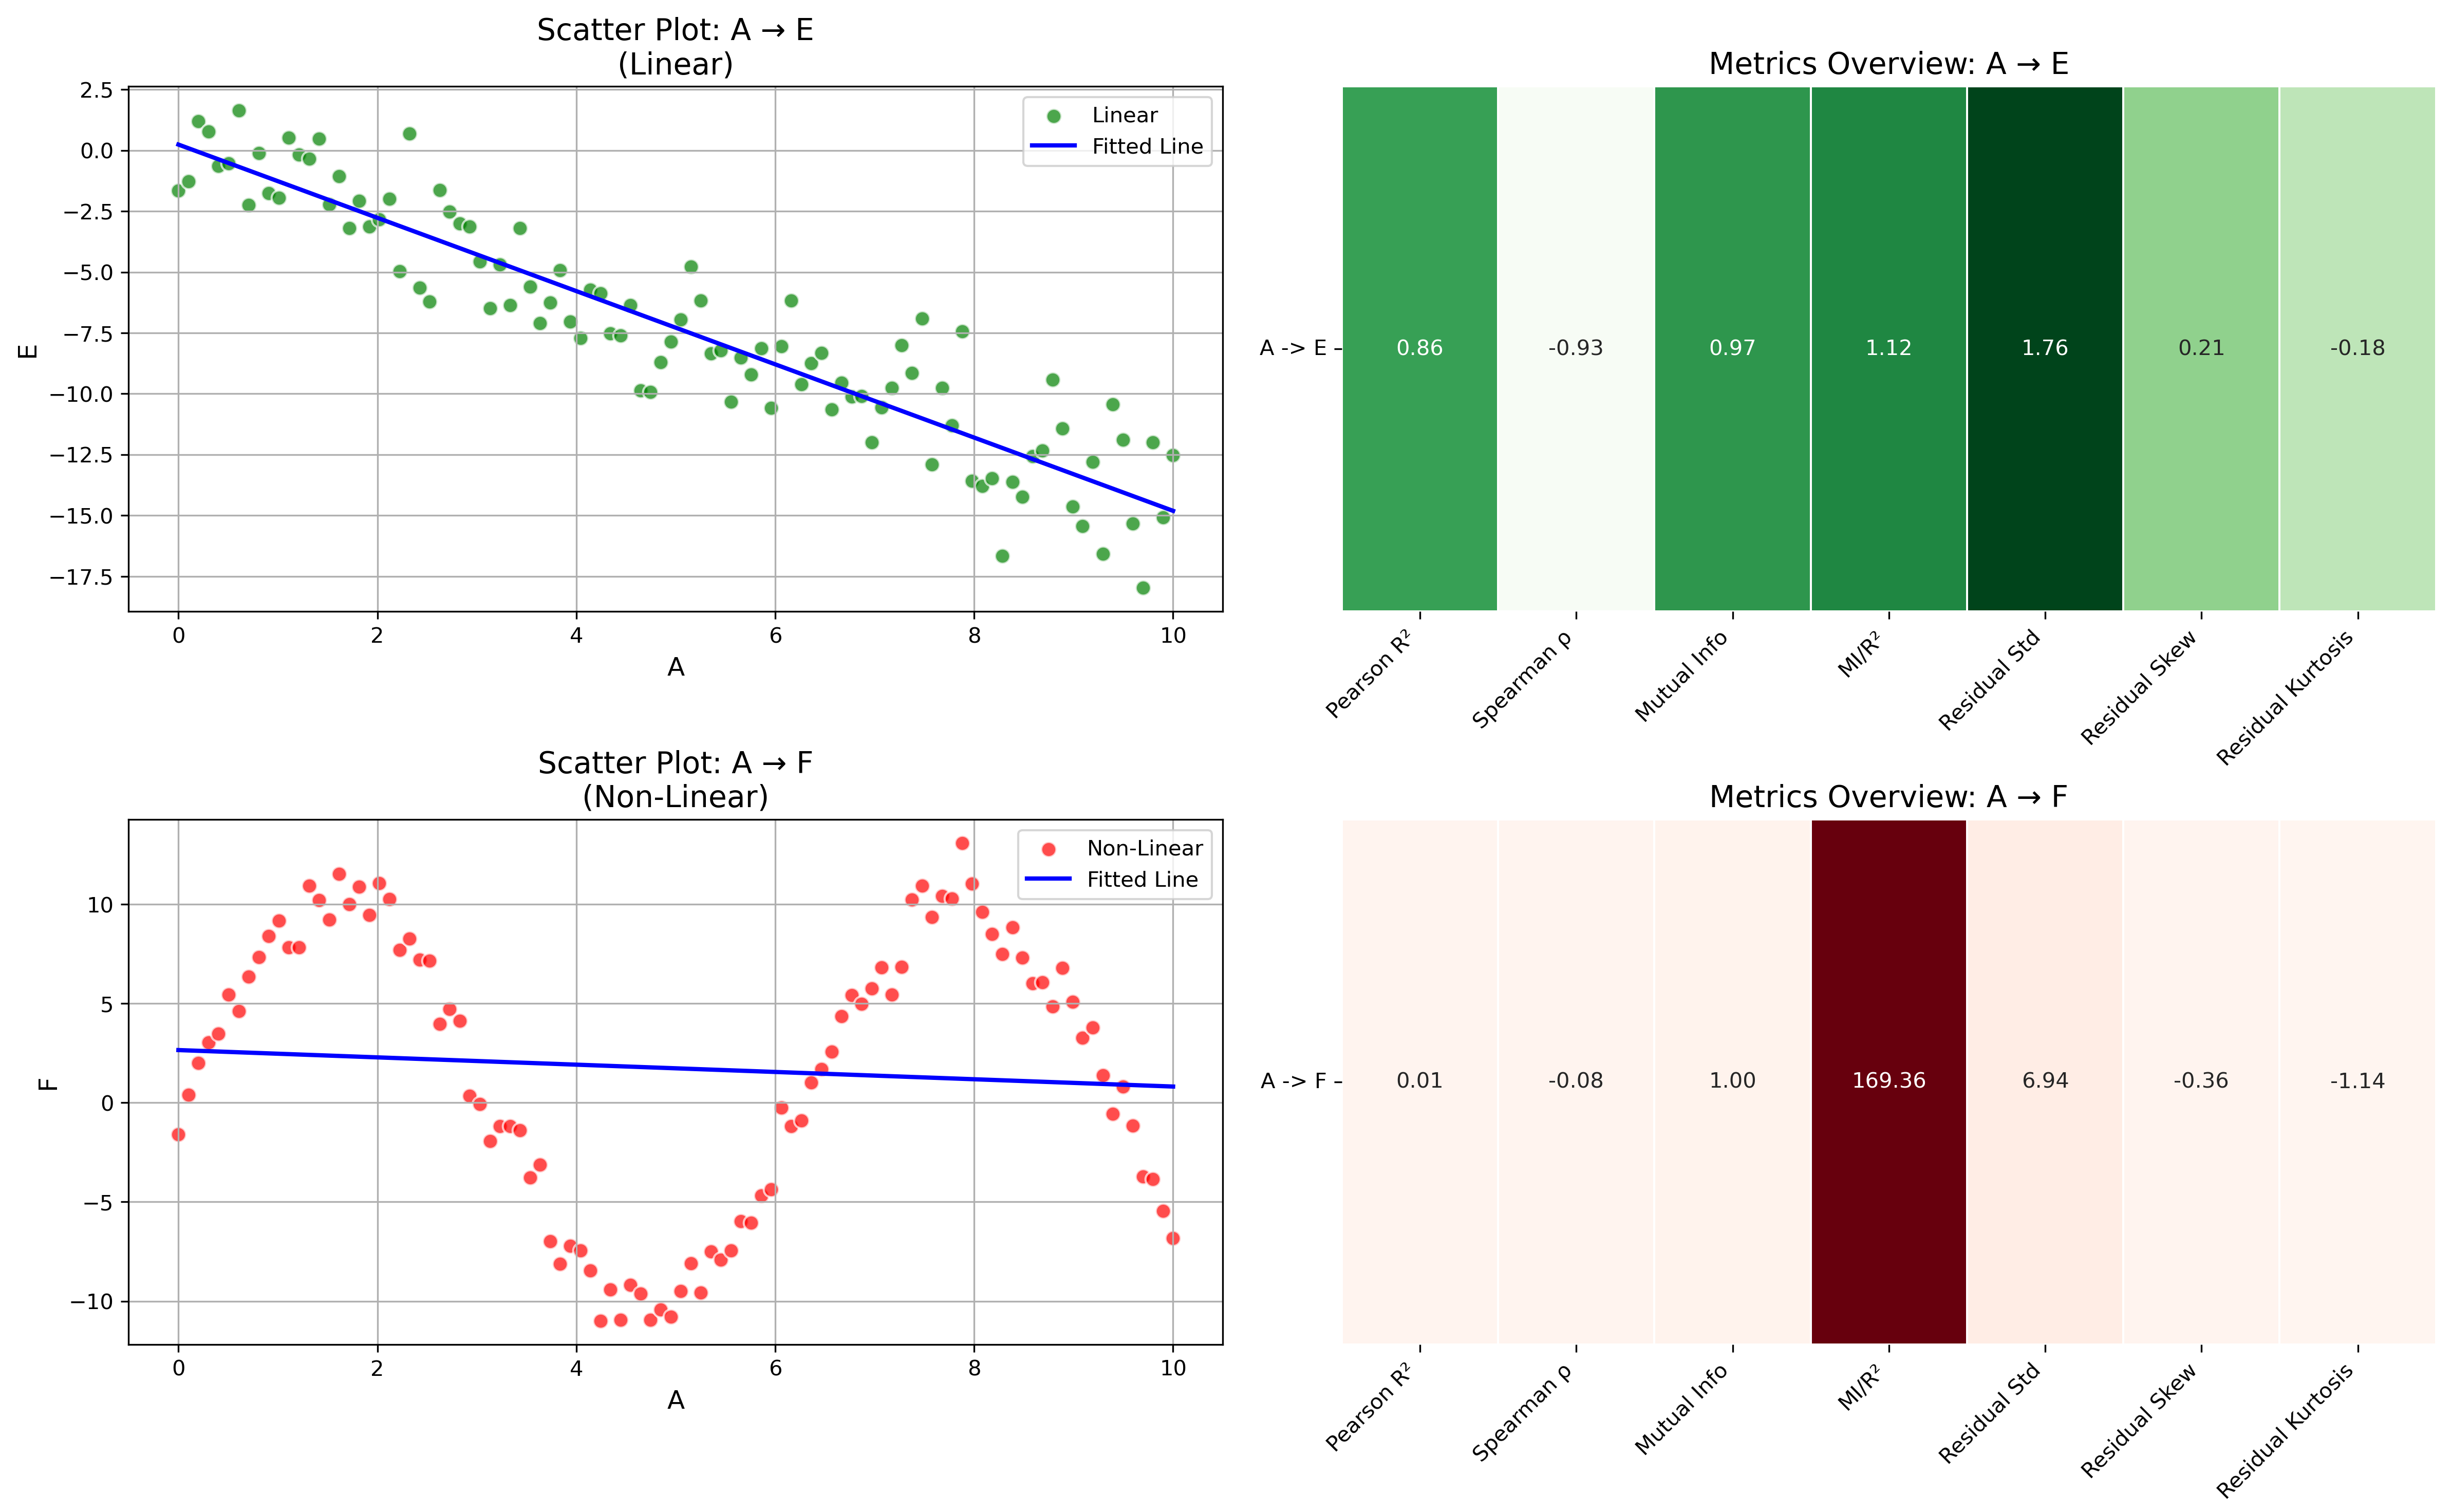 Scatter Plot: A → E
(Linear)
2.5
0.0
−2.5
−5.0
−7.5
−10.0
−12.5
−15.0
−17.5
E
Linear
Fitted Line
0 2 4 6 8 10
A
Metrics Overview: A → E
A -> E
0.86 -0.93 0.97 1.12 1.76 0.21 -0.18
Pearson R²
Spearman ρ
Mutual Info
MI/R²
Residual Std
Residual Skew
Residual Kurtosis
Scatter Plot: A → F
(Non-Linear)
10
5
0
−5
−10
F
Non-Linear
Fitted Line
0 2 4 6 8 10
A
Metrics Overview: A → F
A -> F
0.01 -0.08 1.00 169.36 6.94 -0.36 -1.14
Pearson R²
Spearman ρ
Mutual Info
MI/R²
Residual Std
Residual Skew
Residual Kurtosis